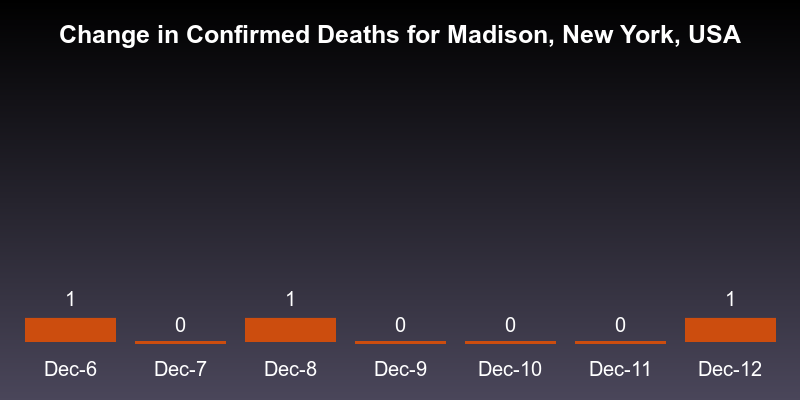 Change in Confirmed Deaths for Madison, New York, USA
1 0 1 0 0 0 1
Dec-6 Dec-7 Dec-8 Dec-9 Dec-10 Dec-11 Dec-12